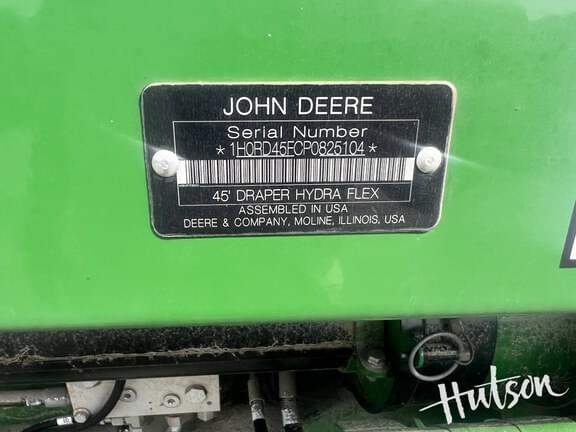 JOHN DEERE
Serial Number
*1H0RD45FCP0825104*
45' DRAPER HYDRA FLEX
ASSEMBLED IN USA
DEERE & COMPANY, MOLINE, ILLINOIS, USA
Hutson